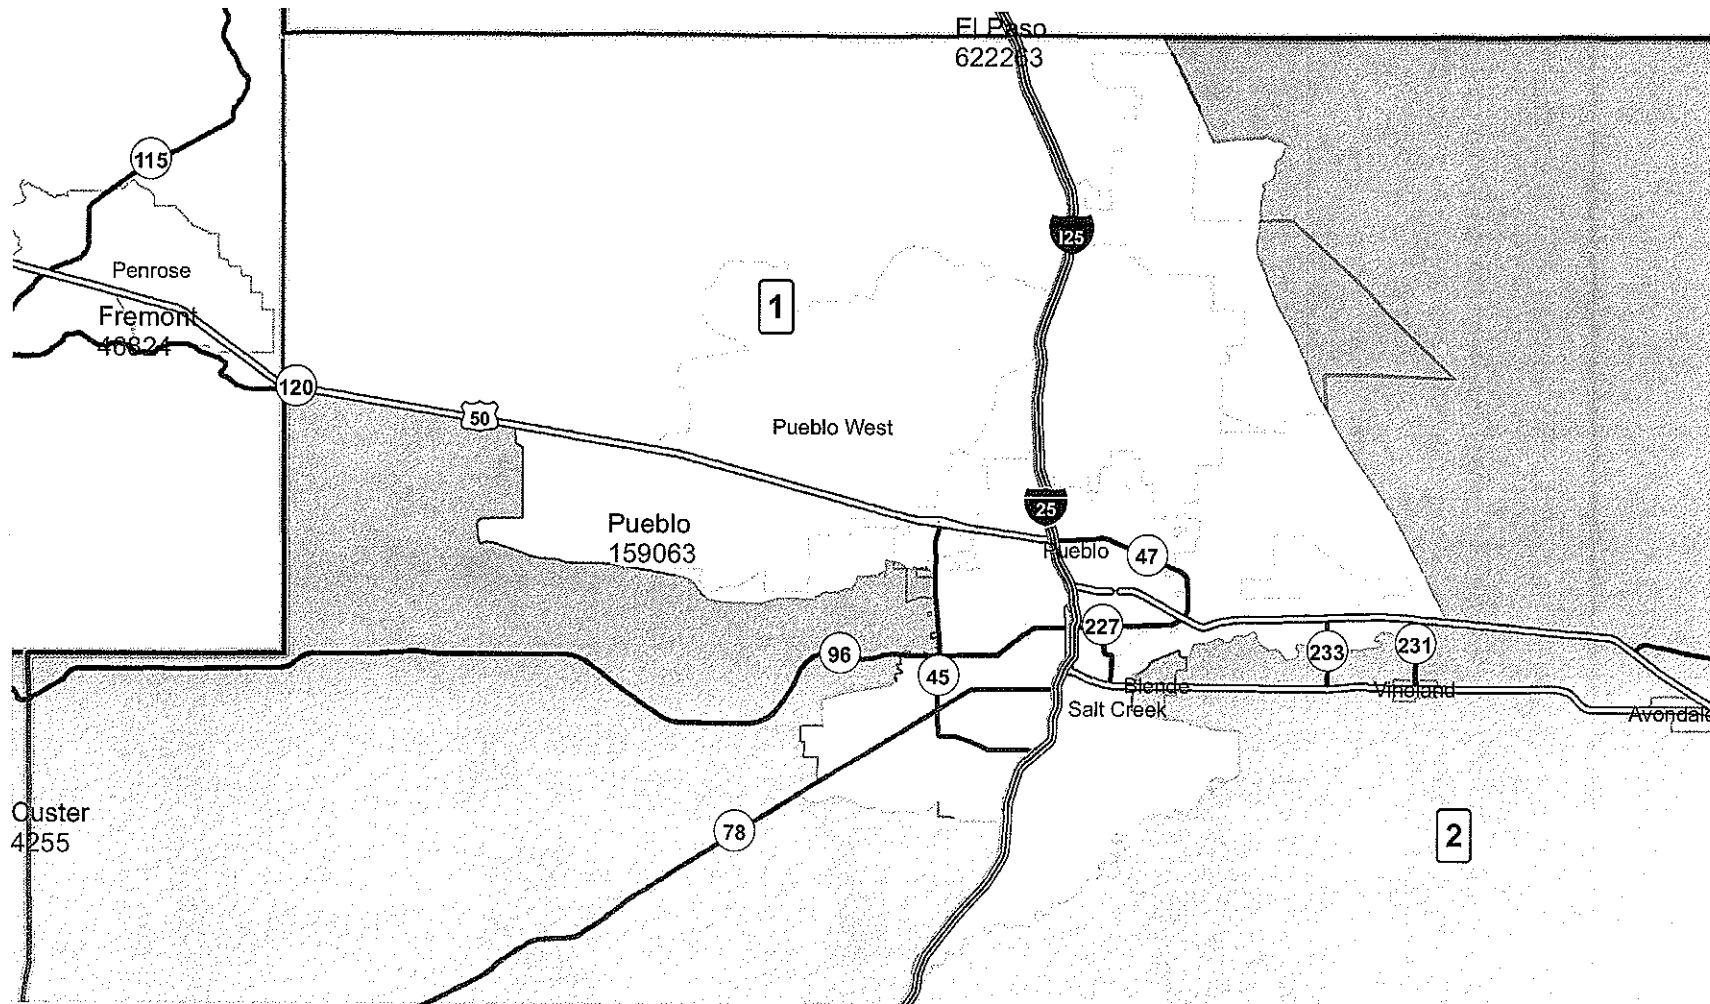 El Paso
622263
115
I25
Penrose
1
Fremont
46824
120
50
Pueblo West
25
Pueblo
159063
Pueblo
47
227
96
233
231
45
Blende
Vineland
Salt Creek
Avondale
Custer
4255
78
2